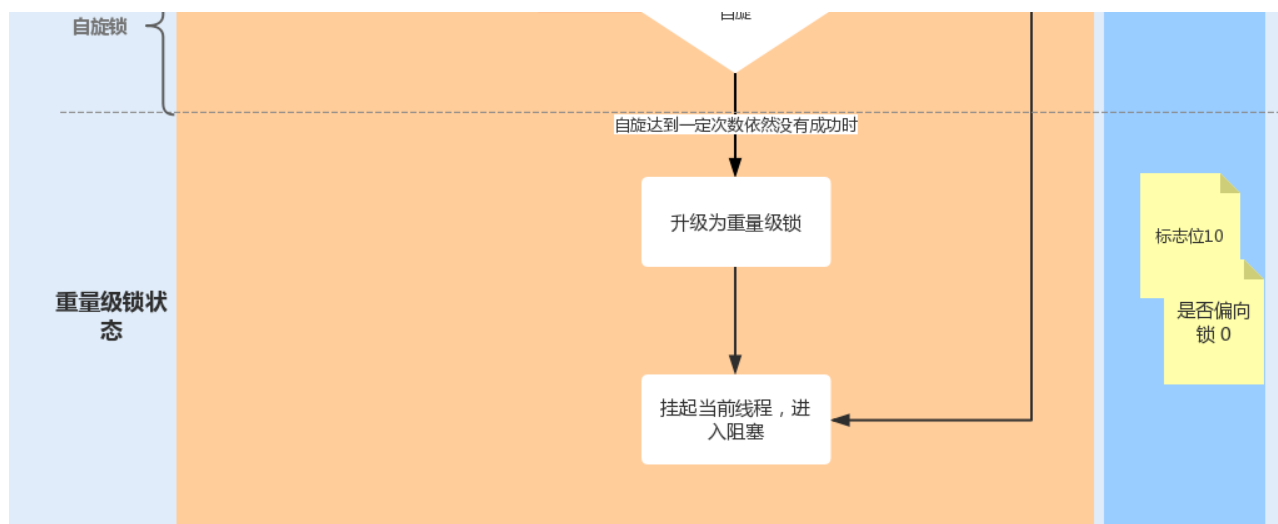 自旋锁
自旋
自旋达到一定次数依然没有成功时
升级为重量级锁
标志位10
重量级锁状
态
是否偏向
锁 0
挂起当前线程，进
入阻塞